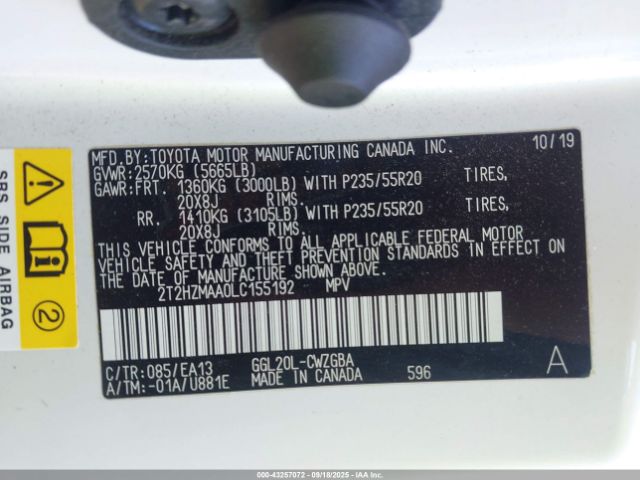 MFD.BY:TOYOTA MOTOR MANUFACTURING CANADA INC. 10/19
GVWR:2570KG (5665LB)
GAWR:FRT. 1360KG (3000LB) WITH P235/55R20 TIRES,
20X8J RIMS.
RR. 1410KG (3105LB) WITH P235/55R20 TIRES,
20X8J RIMS.
THIS VEHICLE CONFORMS TO ALL APPLICABLE FEDERAL MOTOR
VEHICLE SAFETY AND THEFT PREVENTION STANDARDS IN EFFECT ON
THE DATE OF MANUFACTURE SHOWN ABOVE.
2T2HZMAA0LC155192 MPV
C/TR:085/EA13 GGL20L-CWZGBA
A/TM:-01A/U881E MADE IN CANADA 596 A
SRS SIDE AIRBAG
2
000-43257072 - 09/18/2025 - IAAI.com